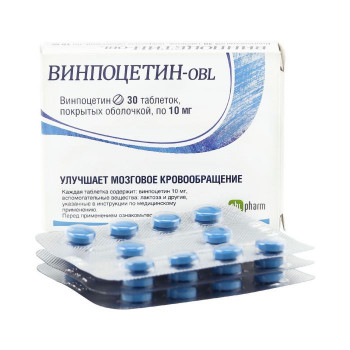 ВИНПОЦЕТИН-OBL
Винпоцетин 30 таблеток,
покрытых оболочкой, по 10 мг
УЛУЧШАЕТ МОЗГОВОЕ КРОВООБРАЩЕНИЕ
Каждая таблетка содержит: винпоцетин 10 мг,
вспомогательные вещества: лактоза и другие,
указанные в инструкции по медицинскому
применению
Перед применением
obl pharm